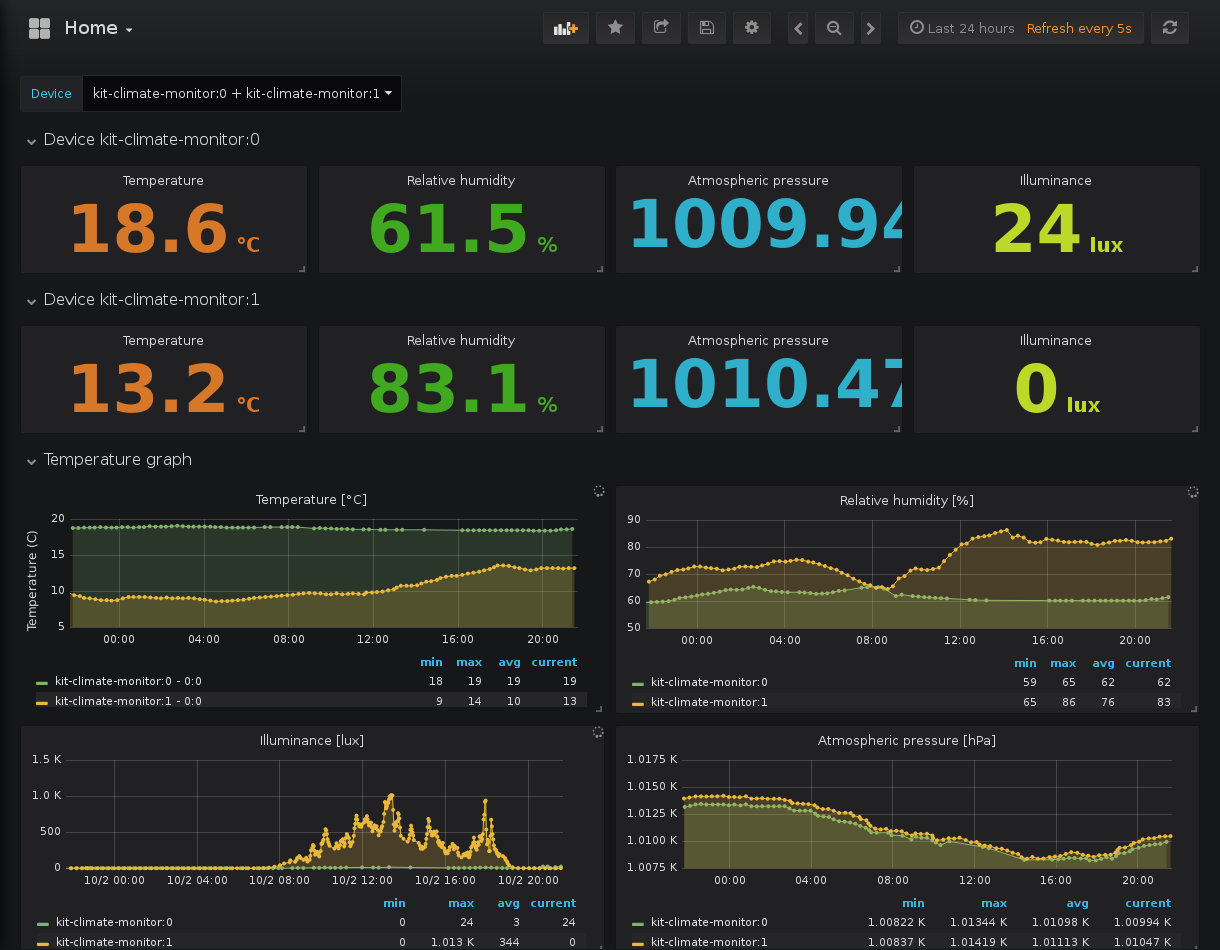 Home
Last 24 hours Refresh every 5s
Device kit-climate-monitor:0 + kit-climate-monitor:1
Device kit-climate-monitor:0
Temperature Relative humidity Atmospheric pressure Illuminance
18.6 °C 61.5 % 1009.94 24 lux
Device kit-climate-monitor:1
Temperature Relative humidity Atmospheric pressure Illuminance
13.2 °C 83.1 % 1010.47 0 lux
Temperature graph
Temperature [°C]
Temperature (C)
20
15
10
5
00:00 04:00 08:00 12:00 16:00 20:00
min max avg current
kit-climate-monitor:0 - 0:0 18 19 19 19
kit-climate-monitor:1 - 0:0 9 14 10 13
Relative humidity [%]
90
80
70
60
50
00:00 04:00 08:00 12:00 16:00 20:00
min max avg current
kit-climate-monitor:0 59 65 62 62
kit-climate-monitor:1 65 86 76 83
Illuminance [lux]
1.5 K
1.0 K
500
0
10/2 00:00 10/2 04:00 10/2 08:00 10/2 12:00 10/2 16:00 10/2 20:00
min max avg current
kit-climate-monitor:0 0 24 3 24
kit-climate-monitor:1 0 1.013 K 344 0
Atmospheric pressure [hPa]
1.0175 K
1.0150 K
1.0125 K
1.0100 K
1.0075 K
00:00 04:00 08:00 12:00 16:00 20:00
min max avg current
kit-climate-monitor:0 1.00822 K 1.01344 K 1.01098 K 1.00994 K
kit-climate-monitor:1 1.00837 K 1.01419 K 1.01113 K 1.01047 K